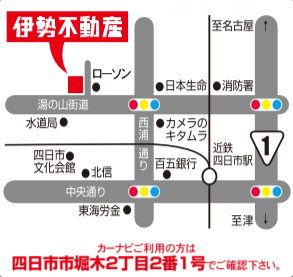 伊勢不動産
至名古屋
↑
ローソン
日本生命
消防署
湯の山街道
水道局
西浦通り
カメラの
キタムラ
四日市
文化会館
北信
百五銀行
近鉄
四日市駅
1
中央通り
東海労金
至津
↓
カーナビご利用の方は
四日市市堀木2丁目2番1号でご確認下さい。